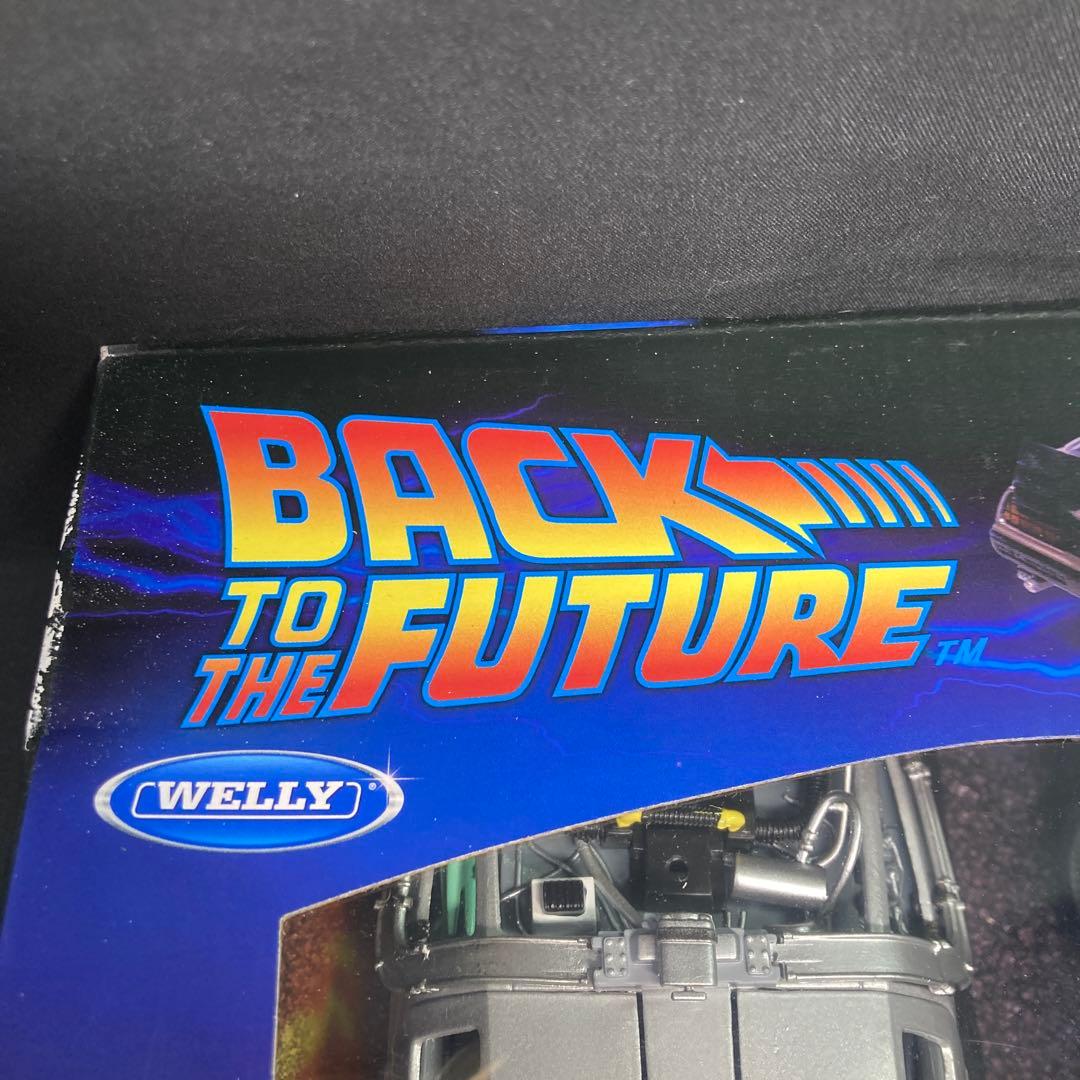 BACK
TO
THE FUTURE™
WELLY®